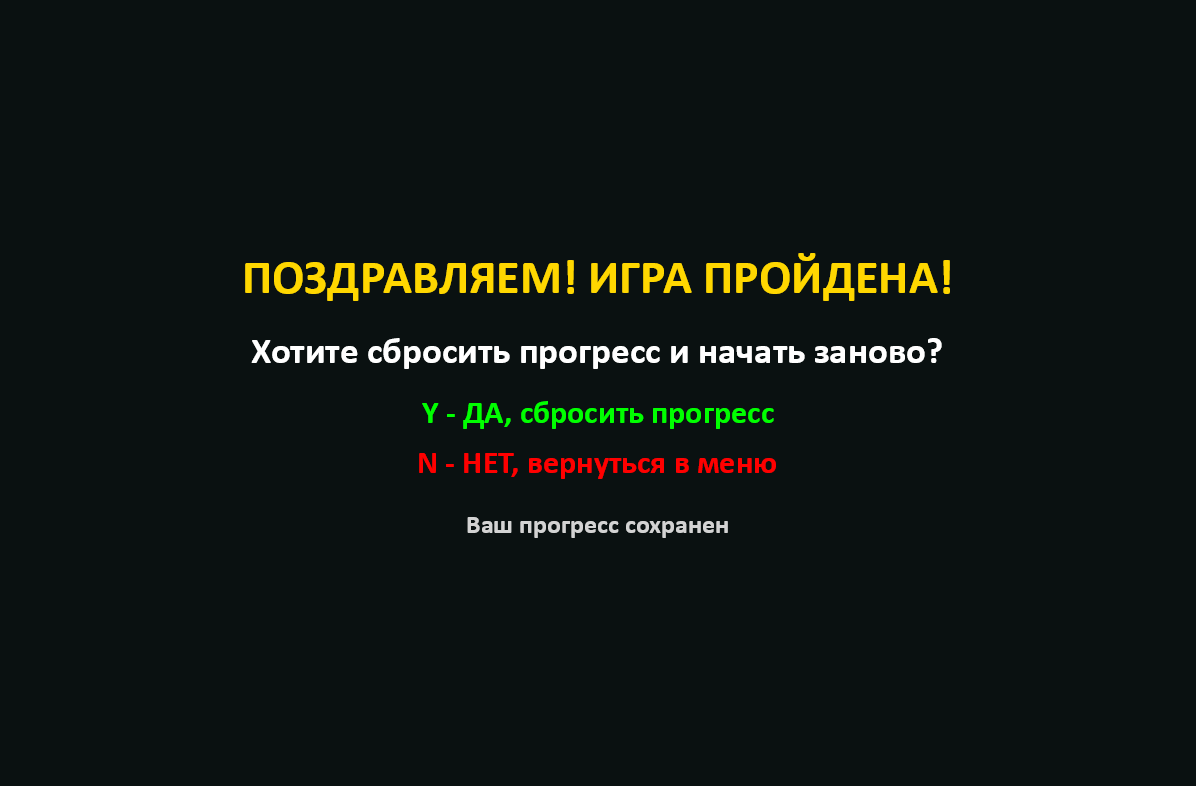 ПОЗДРАВЛЯЕМ! ИГРА ПРОЙДЕНА!
Хотите сбросить прогресс и начать заново?
Y - ДА, сбросить прогресс
N - НЕТ, вернуться в меню
Ваш прогресс сохранен